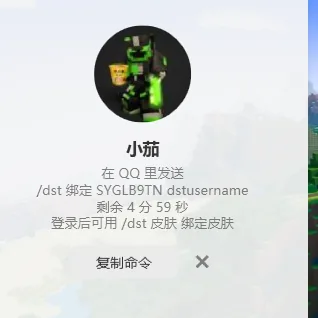 小茄
在 QQ 里发送
/dst 绑定 SYGLB9TN dstusername
剩余 4 分 59 秒
登录后可用 /dst 皮肤 绑定皮肤
复制命令